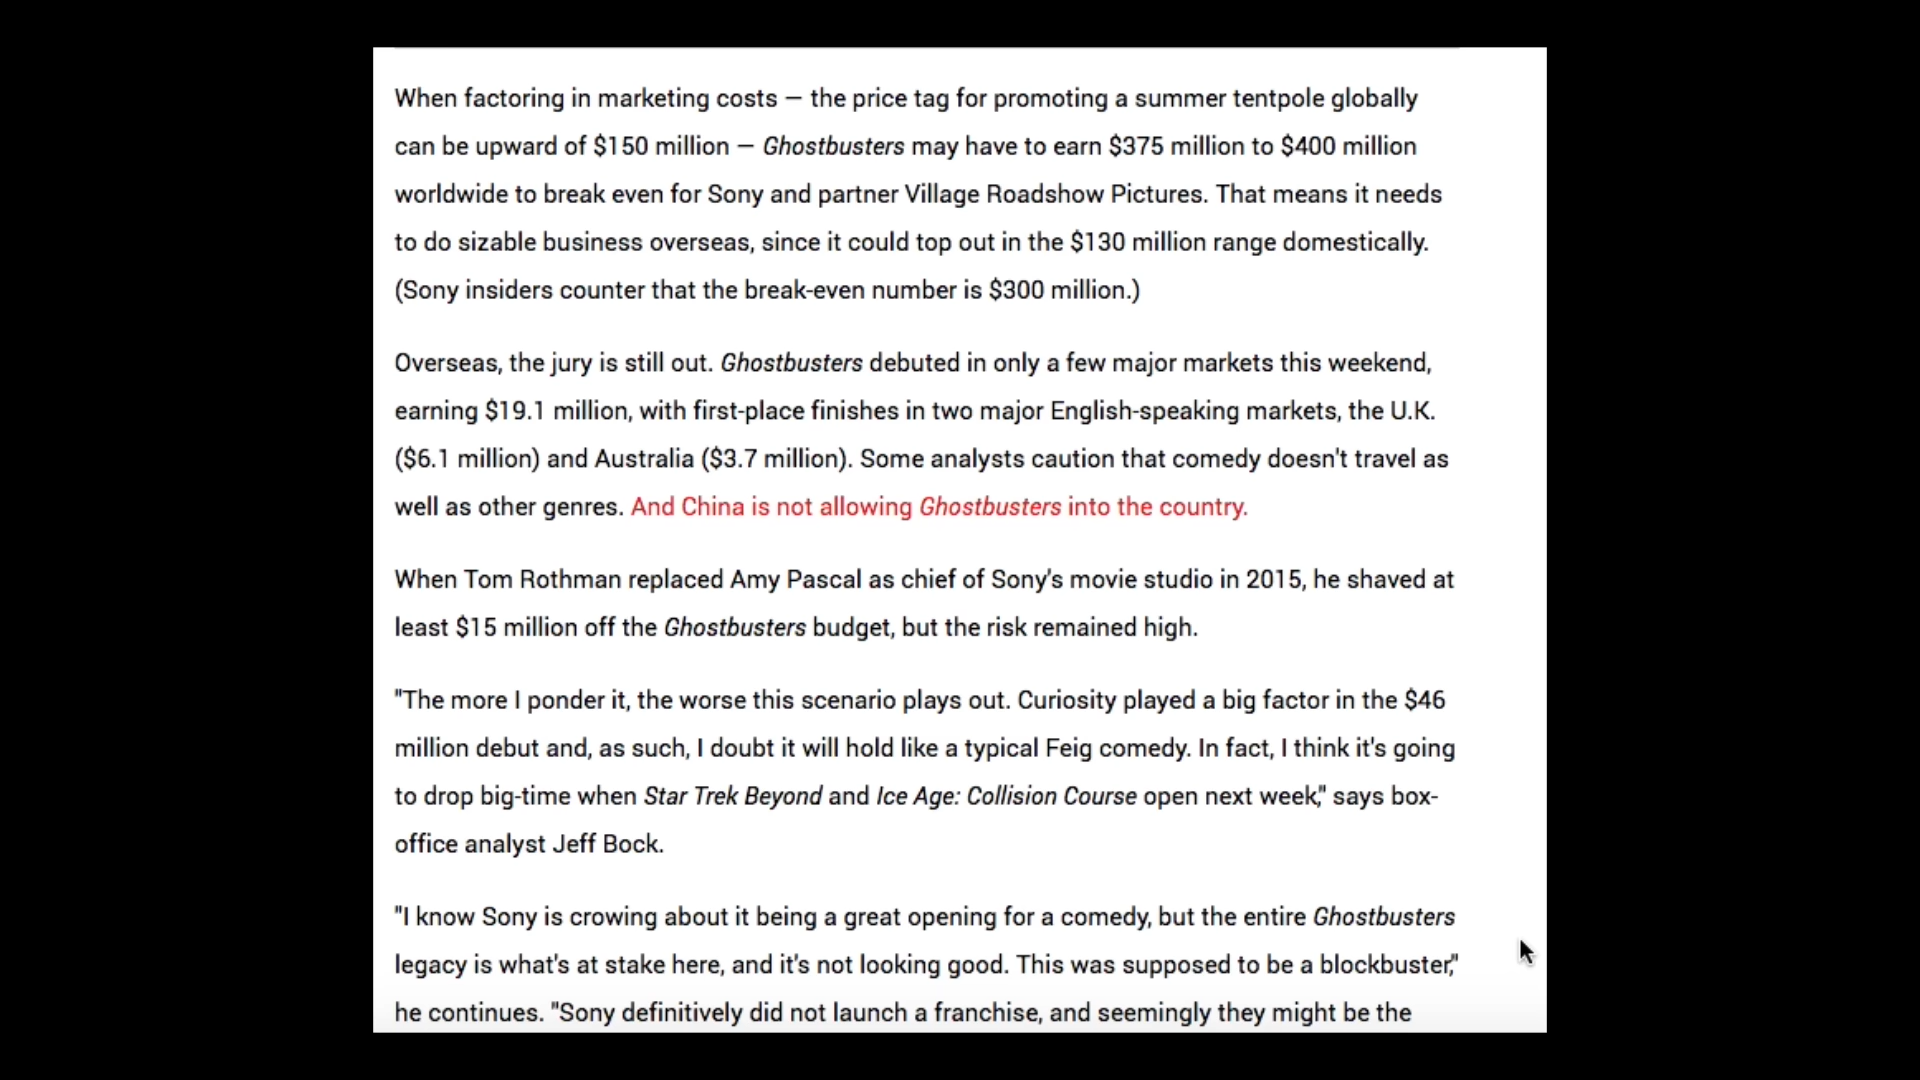 When factoring in marketing costs — the price tag for promoting a summer tentpole globally
can be upward of $150 million — Ghostbusters may have to earn $375 million to $400 million
worldwide to break even for Sony and partner Village Roadshow Pictures. That means it needs
to do sizable business overseas, since it could top out in the $130 million range domestically.
(Sony insiders counter that the break-even number is $300 million.)
Overseas, the jury is still out. Ghostbusters debuted in only a few major markets this weekend,
earning $19.1 million, with first-place finishes in two major English-speaking markets, the U.K.
($6.1 million) and Australia ($3.7 million). Some analysts caution that comedy doesn't travel as
well as other genres. And China is not allowing Ghostbusters into the country.
When Tom Rothman replaced Amy Pascal as chief of Sony's movie studio in 2015, he shaved at
least $15 million off the Ghostbusters budget, but the risk remained high.
"The more I ponder it, the worse this scenario plays out. Curiosity played a big factor in the $46
million debut and, as such, I doubt it will hold like a typical Feig comedy. In fact, I think it's going
to drop big-time when Star Trek Beyond and Ice Age: Collision Course open next week," says box-
office analyst Jeff Bock.
"I know Sony is crowing about it being a great opening for a comedy, but the entire Ghostbusters
legacy is what's at stake here, and it's not looking good. This was supposed to be a blockbuster,"
he continues. "Sony definitively did not launch a franchise, and seemingly they might be the